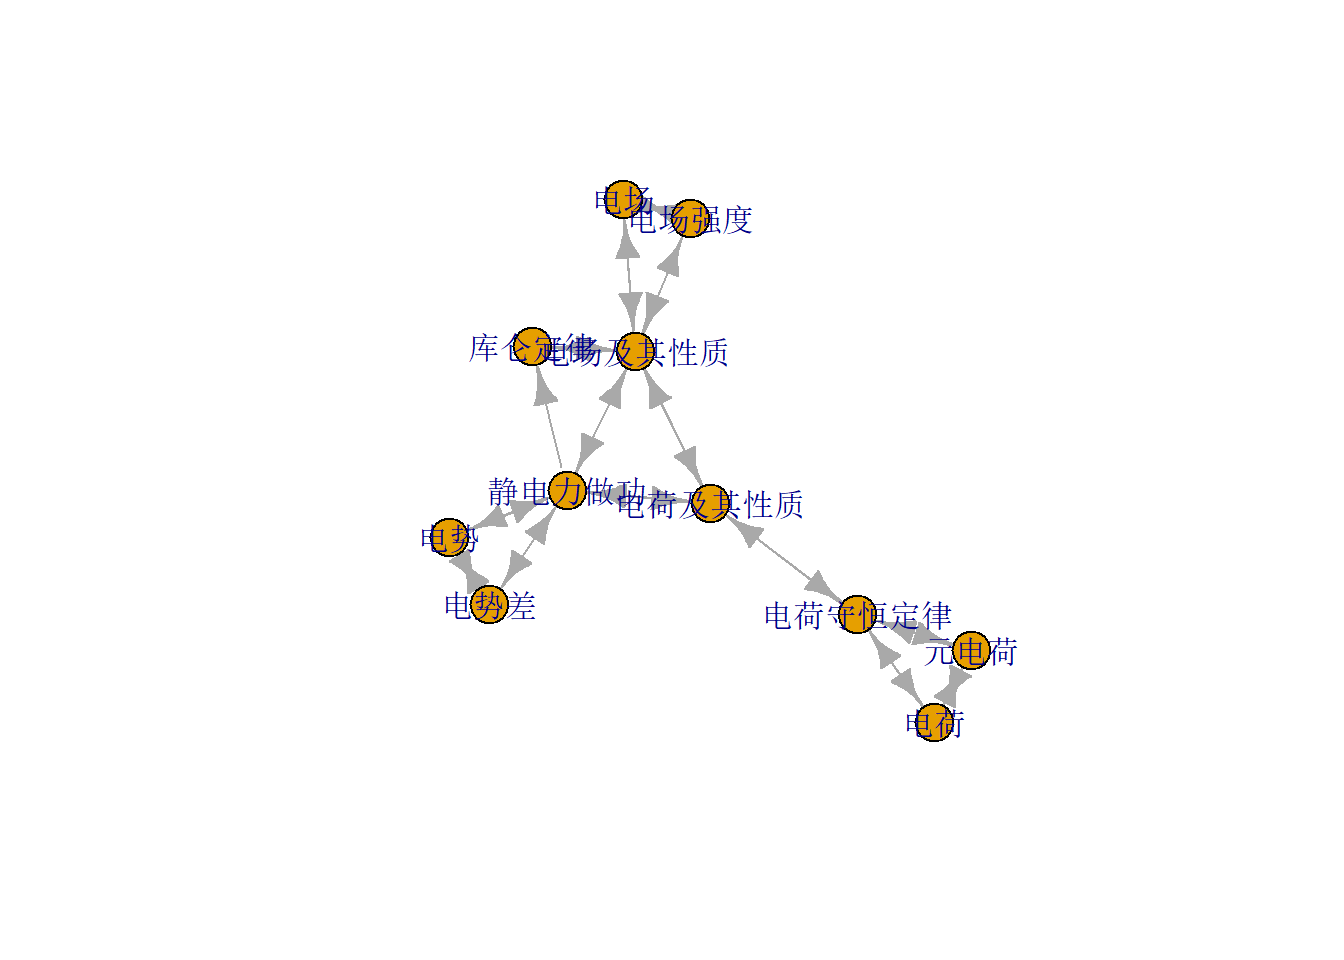 电场
电场强度
库仑定律
电场及其性质
静电力做功
电荷及其性质
电势
电势差
电荷守恒定律
元电荷
电荷